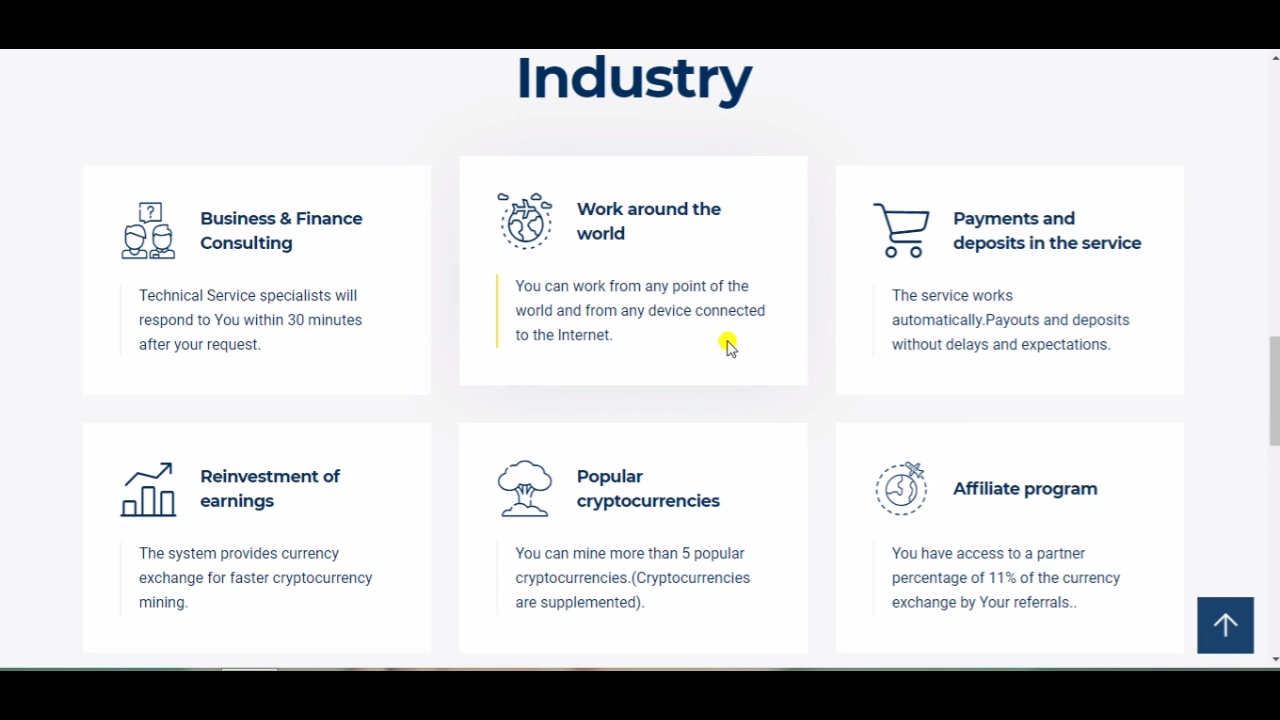 Industry
Business & Finance
Consulting
Technical Service specialists will
respond to You within 30 minutes
after your request.
Work around the
world
You can work from any point of the
world and from any device connected
to the Internet.
Payments and
deposits in the service
The service works
automatically.Payouts and deposits
without delays and expectations.
Reinvestment of
earnings
The system provides currency
exchange for faster cryptocurrency
mining.
Popular
cryptocurrencies
You can mine more than 5 popular
cryptocurrencies.(Cryptocurrencies
are supplemented).
Affiliate program
You have access to a partner
percentage of 11% of the currency
exchange by Your referrals..